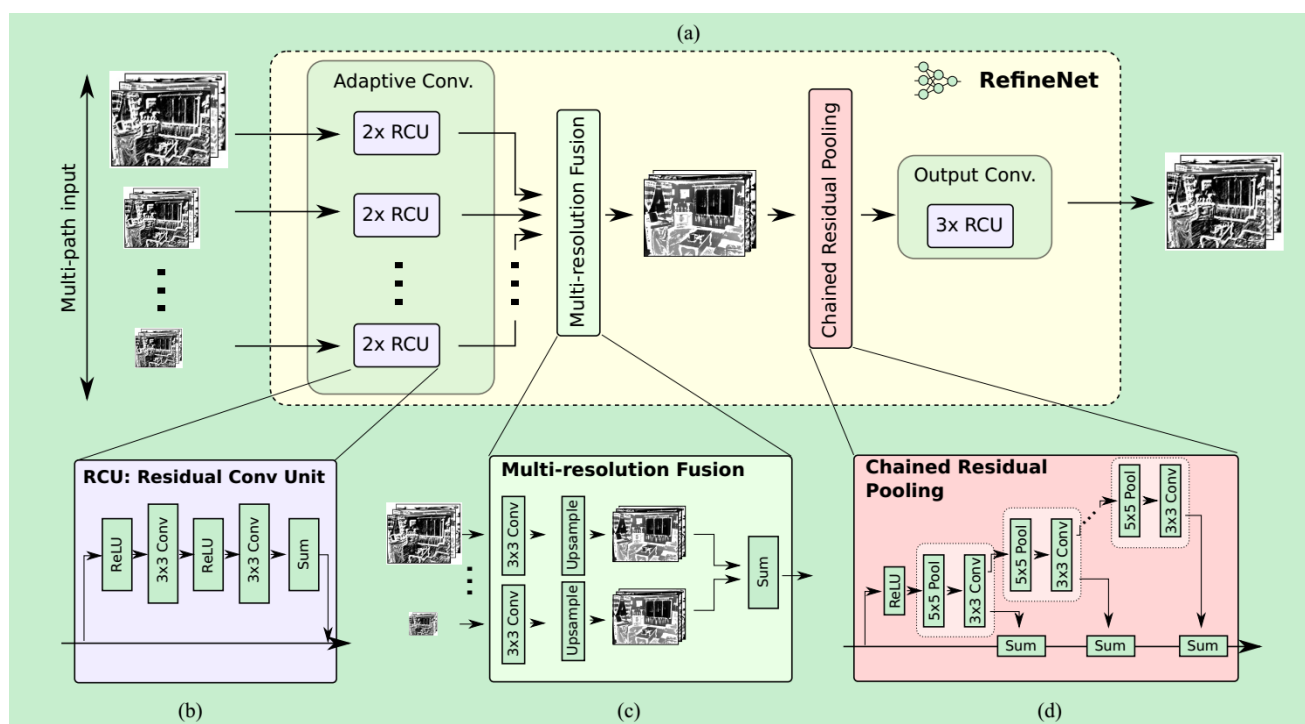 (a)
Multi-path input
Adaptive Conv.
2x RCU
2x RCU
2x RCU
Multi-resolution Fusion
Chained Residual Pooling
RefineNet
Output Conv.
3x RCU
RCU: Residual Conv Unit
ReLU
3x3 Conv
ReLU
3x3 Conv
Sum
(b)
Multi-resolution Fusion
3x3 Conv
Upsample
3x3 Conv
Upsample
Sum
(c)
Chained Residual
Pooling
ReLU
5x5 Pool
3x3 Conv
5x5 Pool
3x3 Conv
5x5 Pool
3x3 Conv
Sum
Sum
Sum
(d)